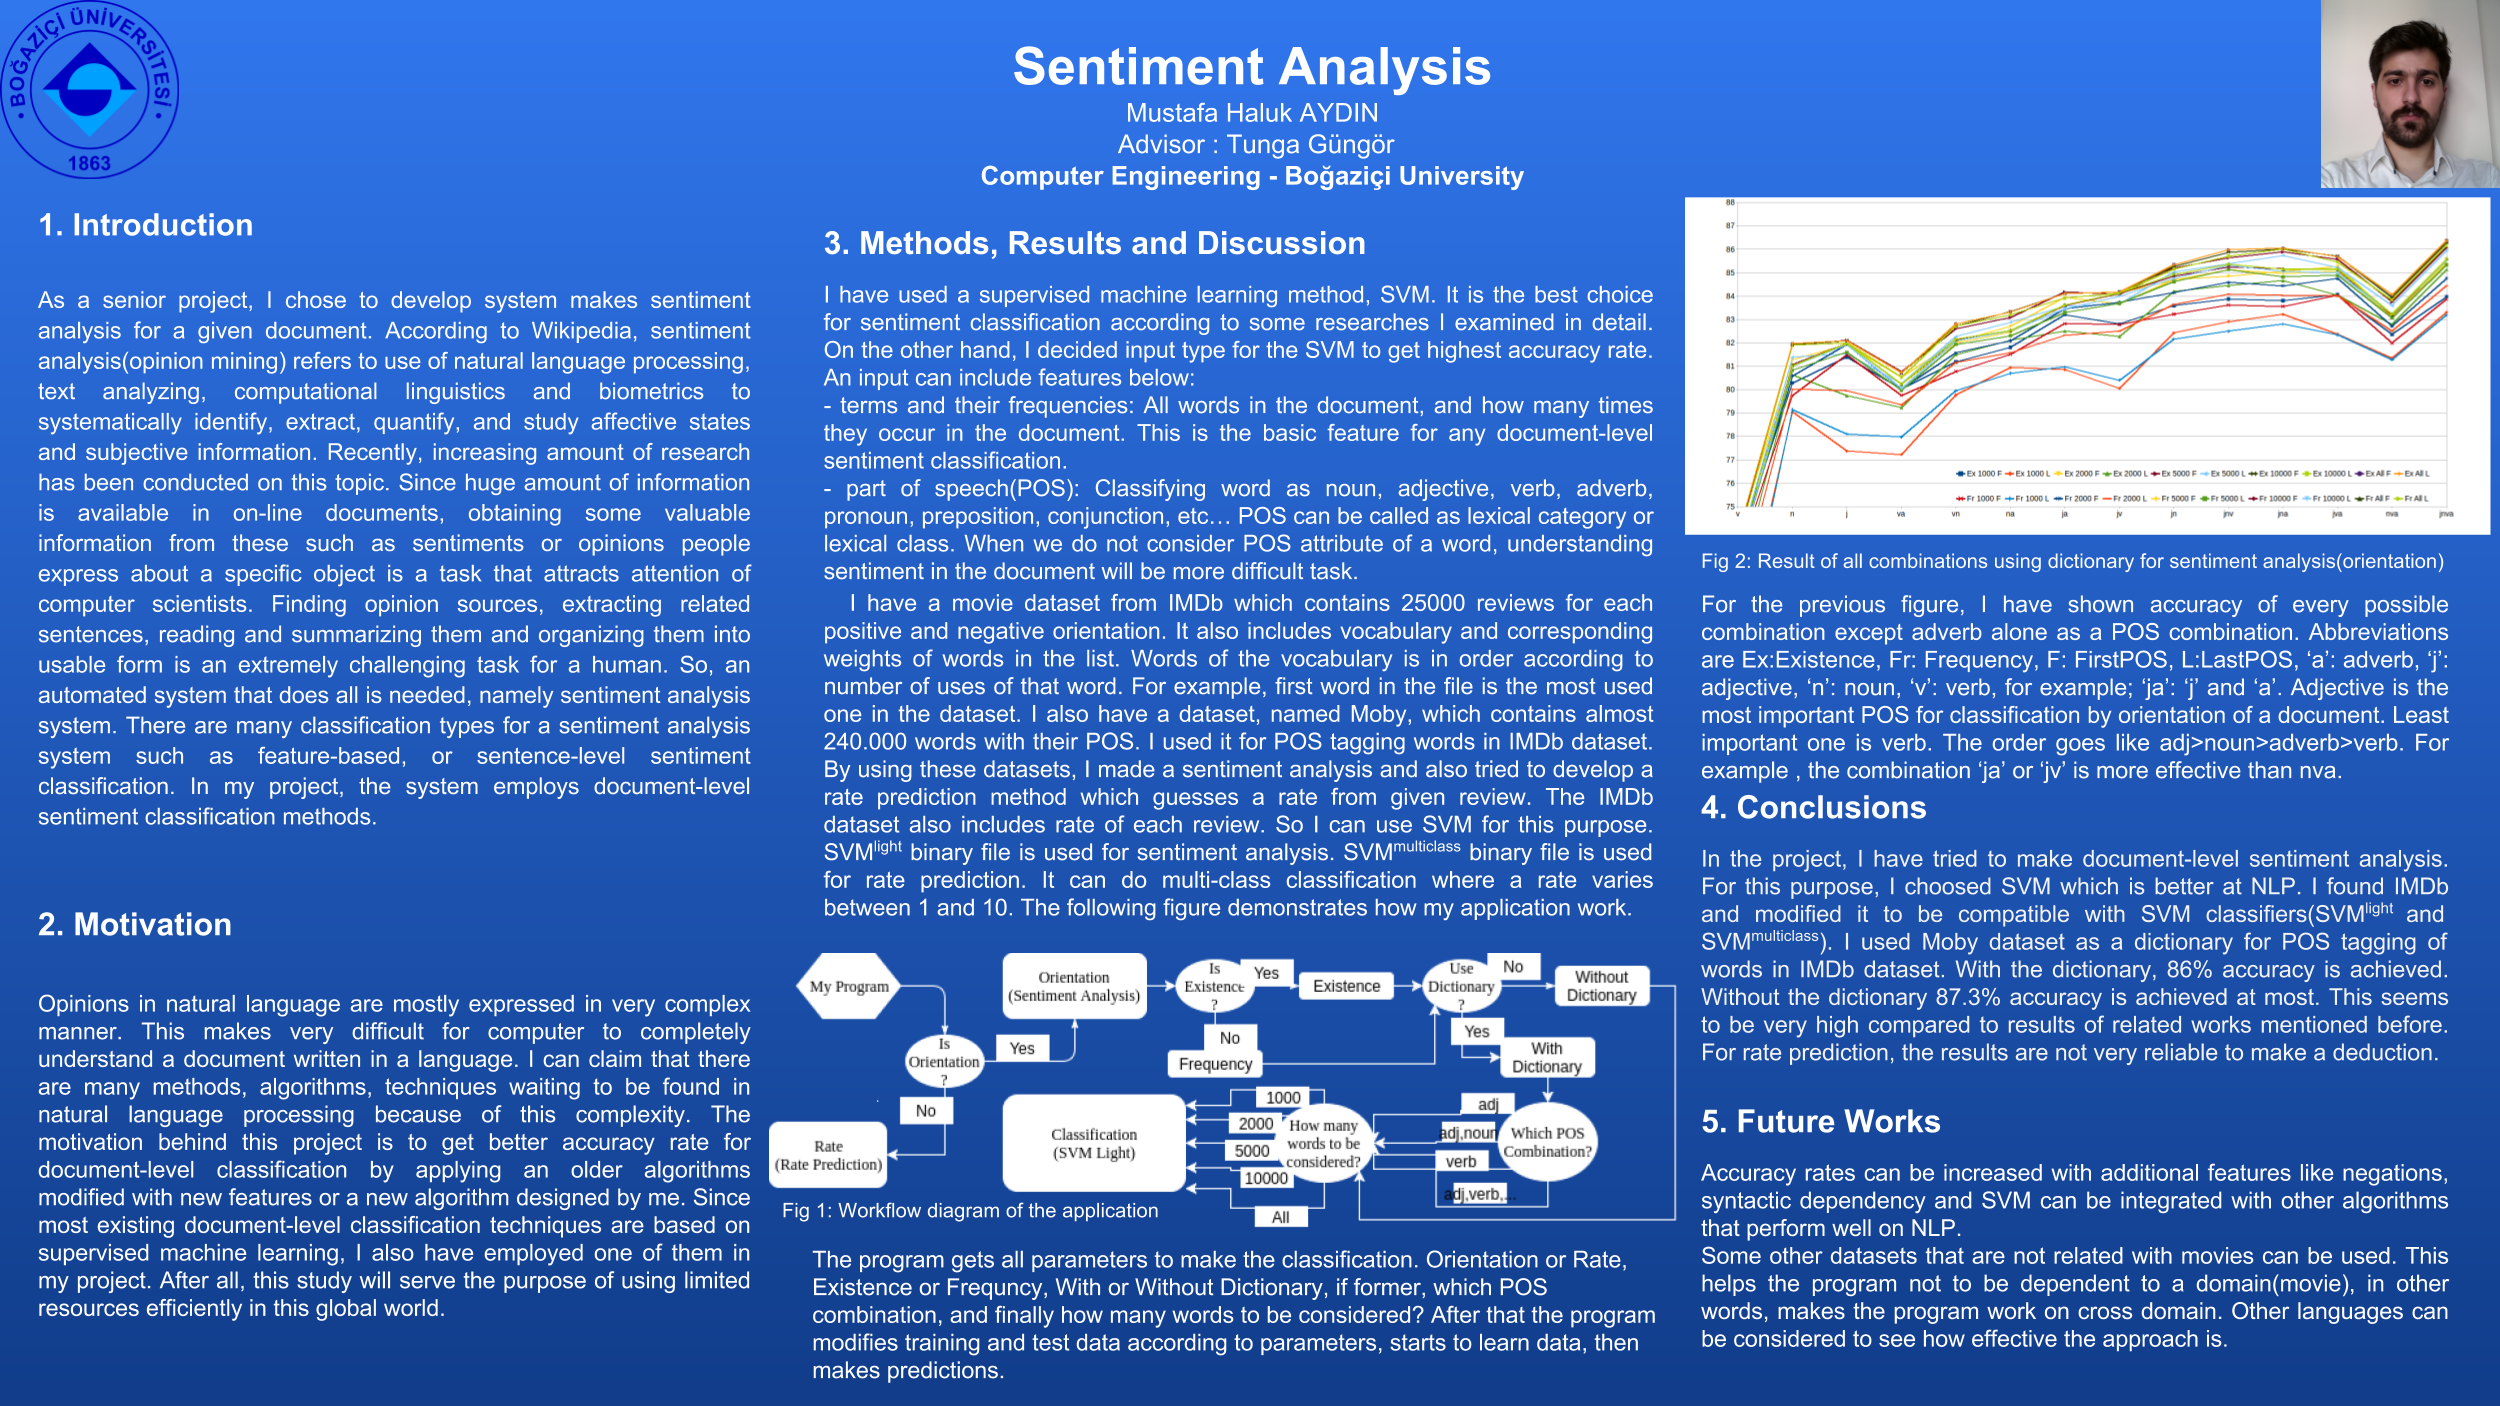 BOĞAZİÇİ ÜNİVERSİTESİ
1863
Sentiment Analysis
Mustafa Haluk AYDIN
Advisor : Tunga Güngör
Computer Engineering - Boğaziçi University
1. Introduction
As a senior project, I chose to develop system makes sentiment
analysis for a given document. According to Wikipedia, sentiment
analysis(opinion mining) refers to use of natural language processing,
text analyzing, computational linguistics and biometrics to
systematically identify, extract, quantify, and study affective states
and subjective information. Recently, increasing amount of research
has been conducted on this topic. Since huge amount of information
is available in on-line documents, obtaining some valuable
information from these such as sentiments or opinions people
express about a specific object is a task that attracts attention of
computer scientists. Finding opinion sources, extracting related
sentences, reading and summarizing them and organizing them into
usable form is an extremely challenging task for a human. So, an
automated system that does all is needed, namely sentiment analysis
system. There are many classification types for a sentiment analysis
system such as feature-based, or sentence-level sentiment
classification. In my project, the system employs document-level
sentiment classification methods.
2. Motivation
Opinions in natural language are mostly expressed in very complex
manner. This makes very difficult for computer to completely
understand a document written in a language. I can claim that there
are many methods, algorithms, techniques waiting to be found in
natural language processing because of this complexity. The
motivation behind this project is to get better accuracy rate for
document-level classification by applying an older algorithms
modified with new features or a new algorithm designed by me. Since
most existing document-level classification techniques are based on
supervised machine learning, I also have employed one of them in
my project. After all, this study will serve the purpose of using limited
resources efficiently in this global world.
3. Methods, Results and Discussion
I have used a supervised machine learning method, SVM. It is the best choice
for sentiment classification according to some researches I examined in detail.
On the other hand, I decided input type for the SVM to get highest accuracy rate.
An input can include features below:
- terms and their frequencies: All words in the document, and how many times
they occur in the document. This is the basic feature for any document-level
sentiment classification.
- part of speech(POS): Classifying word as noun, adjective, verb, adverb,
pronoun, preposition, conjunction, etc… POS can be called as lexical category or
lexical class. When we do not consider POS attribute of a word, understanding
sentiment in the document will be more difficult task.
I have a movie dataset from IMDb which contains 25000 reviews for each
positive and negative orientation. It also includes vocabulary and corresponding
weights of words in the list. Words of the vocabulary is in order according to
number of uses of that word. For example, first word in the file is the most used
one in the dataset. I also have a dataset, named Moby, which contains almost
240.000 words with their POS. I used it for POS tagging words in IMDb dataset.
By using these datasets, I made a sentiment analysis and also tried to develop a
rate prediction method which guesses a rate from given review. The IMDb
dataset also includes rate of each review. So I can use SVM for this purpose.
SVMlight binary file is used for sentiment analysis. SVMmulticlass binary file is used
for rate prediction. It can do multi-class classification where a rate varies
between 1 and 10. The following figure demonstrates how my application work.
My Program
Is
Orientation
?
Yes
No
Rate
(Rate Prediction)
Orientation
(Sentiment Analysis)
Is
Existence
?
Yes
No
Existence
Frequency
Use
Dictionary
?
No
Yes
Without
Dictionary
With
Dictionary
Which POS
Combination?
adj
adj,noun
verb
adj,verb,...
How many
words to be
considered?
1000
2000
5000
10000
All
Classification
(SVM Light)
Fig 1: Workflow diagram of the application
The program gets all parameters to make the classification. Orientation or Rate,
Existence or Frequncy, With or Without Dictionary, if former, which POS
combination, and finally how many words to be considered? After that the program
modifies training and test data according to parameters, starts to learn data, then
makes predictions.
88
87
86
85
84
83
82
81
80
79
78
77
76
75
v n j va vn na ja jv jn jnv jna jva nva jnva
Ex 1000 F Ex 1000 L Ex 2000 F Ex 2000 L Ex 5000 F Ex 5000 L Ex 10000 F Ex 10000 L Ex All F Ex All L
Fr 1000 F Fr 1000 L Fr 2000 F Fr 2000 L Fr 5000 F Fr 5000 L Fr 10000 F Fr 10000 L Fr All F Fr All L
Fig 2: Result of all combinations using dictionary for sentiment analysis(orientation)
For the previous figure, I have shown accuracy of every possible
combination except adverb alone as a POS combination. Abbreviations
are Ex:Existence, Fr: Frequency, F: FirstPOS, L:LastPOS, ‘a’: adverb, ‘j’:
adjective, ‘n’: noun, ‘v’: verb, for example; ‘ja’: ‘j’ and ‘a’. Adjective is the
most important POS for classification by orientation of a document. Least
important one is verb. The order goes like adj>noun>adverb>verb. For
example , the combination ‘ja’ or ‘jv’ is more effective than nva.
4. Conclusions
In the project, I have tried to make document-level sentiment analysis.
For this purpose, I choosed SVM which is better at NLP. I found IMDb
and modified it to be compatible with SVM classifiers(SVMlight and
SVMmulticlass). I used Moby dataset as a dictionary for POS tagging of
words in IMDb dataset. With the dictionary, 86% accuracy is achieved.
Without the dictionary 87.3% accuracy is achieved at most. This seems
to be very high compared to results of related works mentioned before.
For rate prediction, the results are not very reliable to make a deduction.
5. Future Works
Accuracy rates can be increased with additional features like negations,
syntactic dependency and SVM can be integrated with other algorithms
that perform well on NLP.
Some other datasets that are not related with movies can be used. This
helps the program not to be dependent to a domain(movie), in other
words, makes the program work on cross domain. Other languages can
be considered to see how effective the approach is.